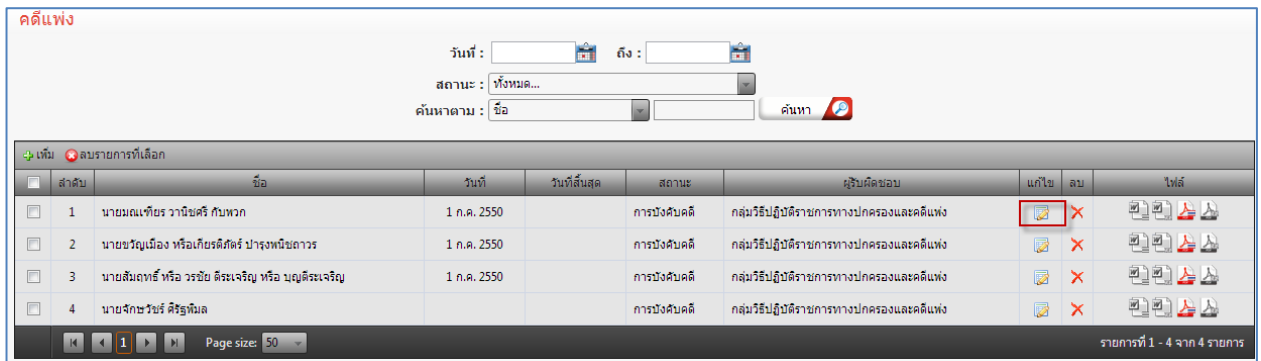 คดีแพ่ง
วันที่ : ถึง :
สถานะ : ทั้งหมด...
ค้นหาตาม : ชื่อ ค้นหา
เพิ่ม ลบรายการที่เลือก
ลำดับ ชื่อ วันที่ วันที่สิ้นสุด สถานะ ผู้รับผิดชอบ แก้ไข ลบ ไฟล์
1 นายมณเฑียร วานิชศรี กับพวก 1 ก.ค. 2550 การบังคับคดี กลุ่มวิธีปฏิบัติราชการทางปกครองและคดีแพ่ง
2 นายขวัญเมือง หรือเกียรติภัตร์ บำรุงพนิชถาวร 1 ก.ค. 2550 การบังคับคดี กลุ่มวิธีปฏิบัติราชการทางปกครองและคดีแพ่ง
3 นายสัมฤทธิ์ หรือ วรชัย ติระเจริญ หรือ บุญติระเจริญ 1 ก.ค. 2550 การบังคับคดี กลุ่มวิธีปฏิบัติราชการทางปกครองและคดีแพ่ง
4 นายจักษวัชร์ ศิรัฐพิมล การบังคับคดี กลุ่มวิธีปฏิบัติราชการทางปกครองและคดีแพ่ง
1 Page size: 50 รายการที่ 1 - 4 จาก 4 รายการ